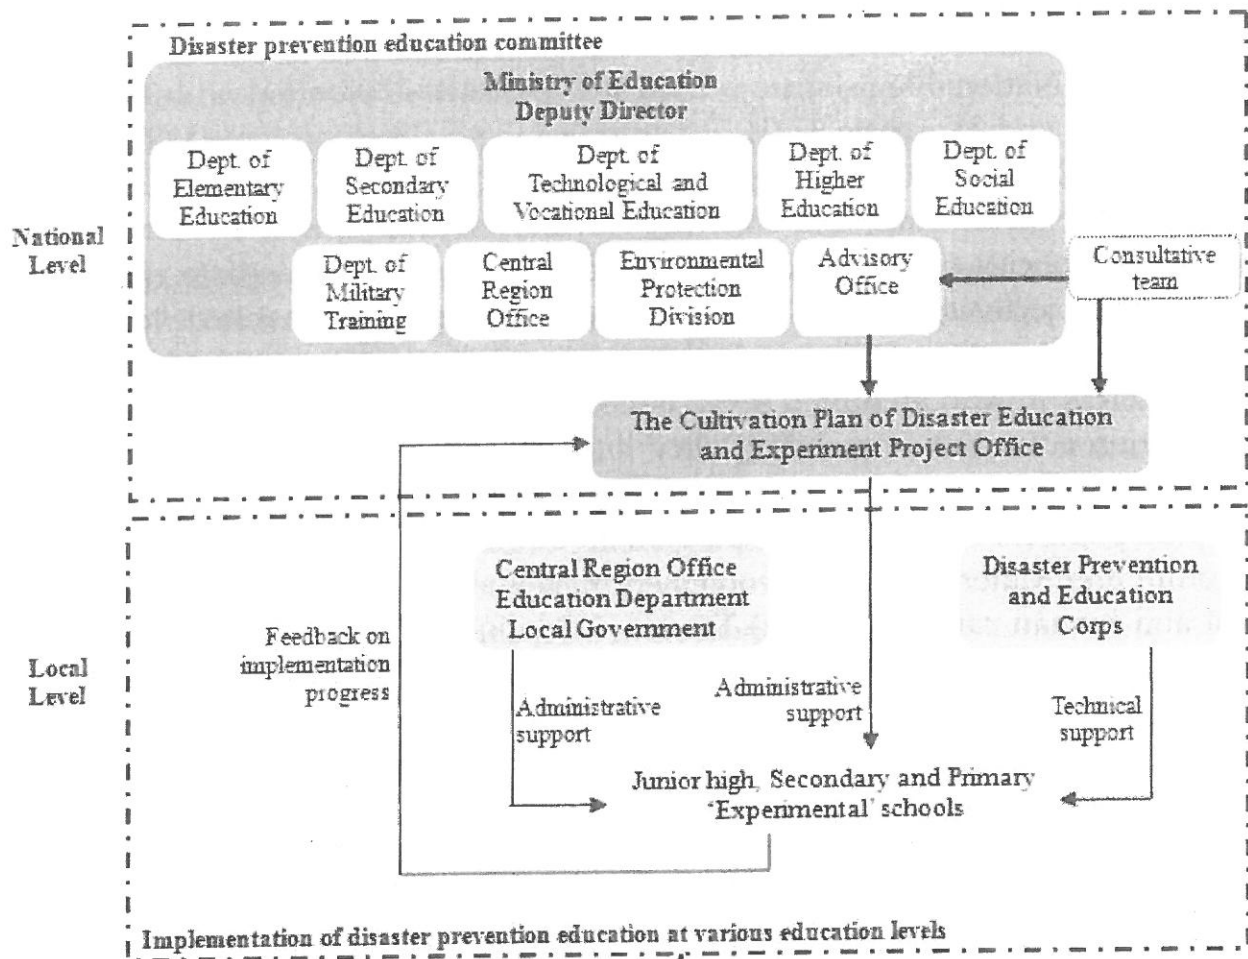 Disaster prevention education committee
Ministry of Education
Deputy Director
Dept. of
Elementary
Education
Dept. of
Secondary
Education
Dept. of
Technological and
Vocational Education
Dept. of
Higher
Education
Dept. of
Social
Education
National
Level
Dept. of
Military
Training
Central
Region
Office
Environmental
Protection
Division
Advisory
Office
Consultative
team
The Cultivation Plan of Disaster Education
and Experiment Project Office
Central Region Office
Education Department
Local Government
Disaster Prevention
and Education
Corps
Feedback on
implementation
progress
Local
Level
Administrative
support
Administrative
support
Technical
support
Junior high, Secondary and Primary
'Experimental' schools
Implementation of disaster prevention education at various education levels